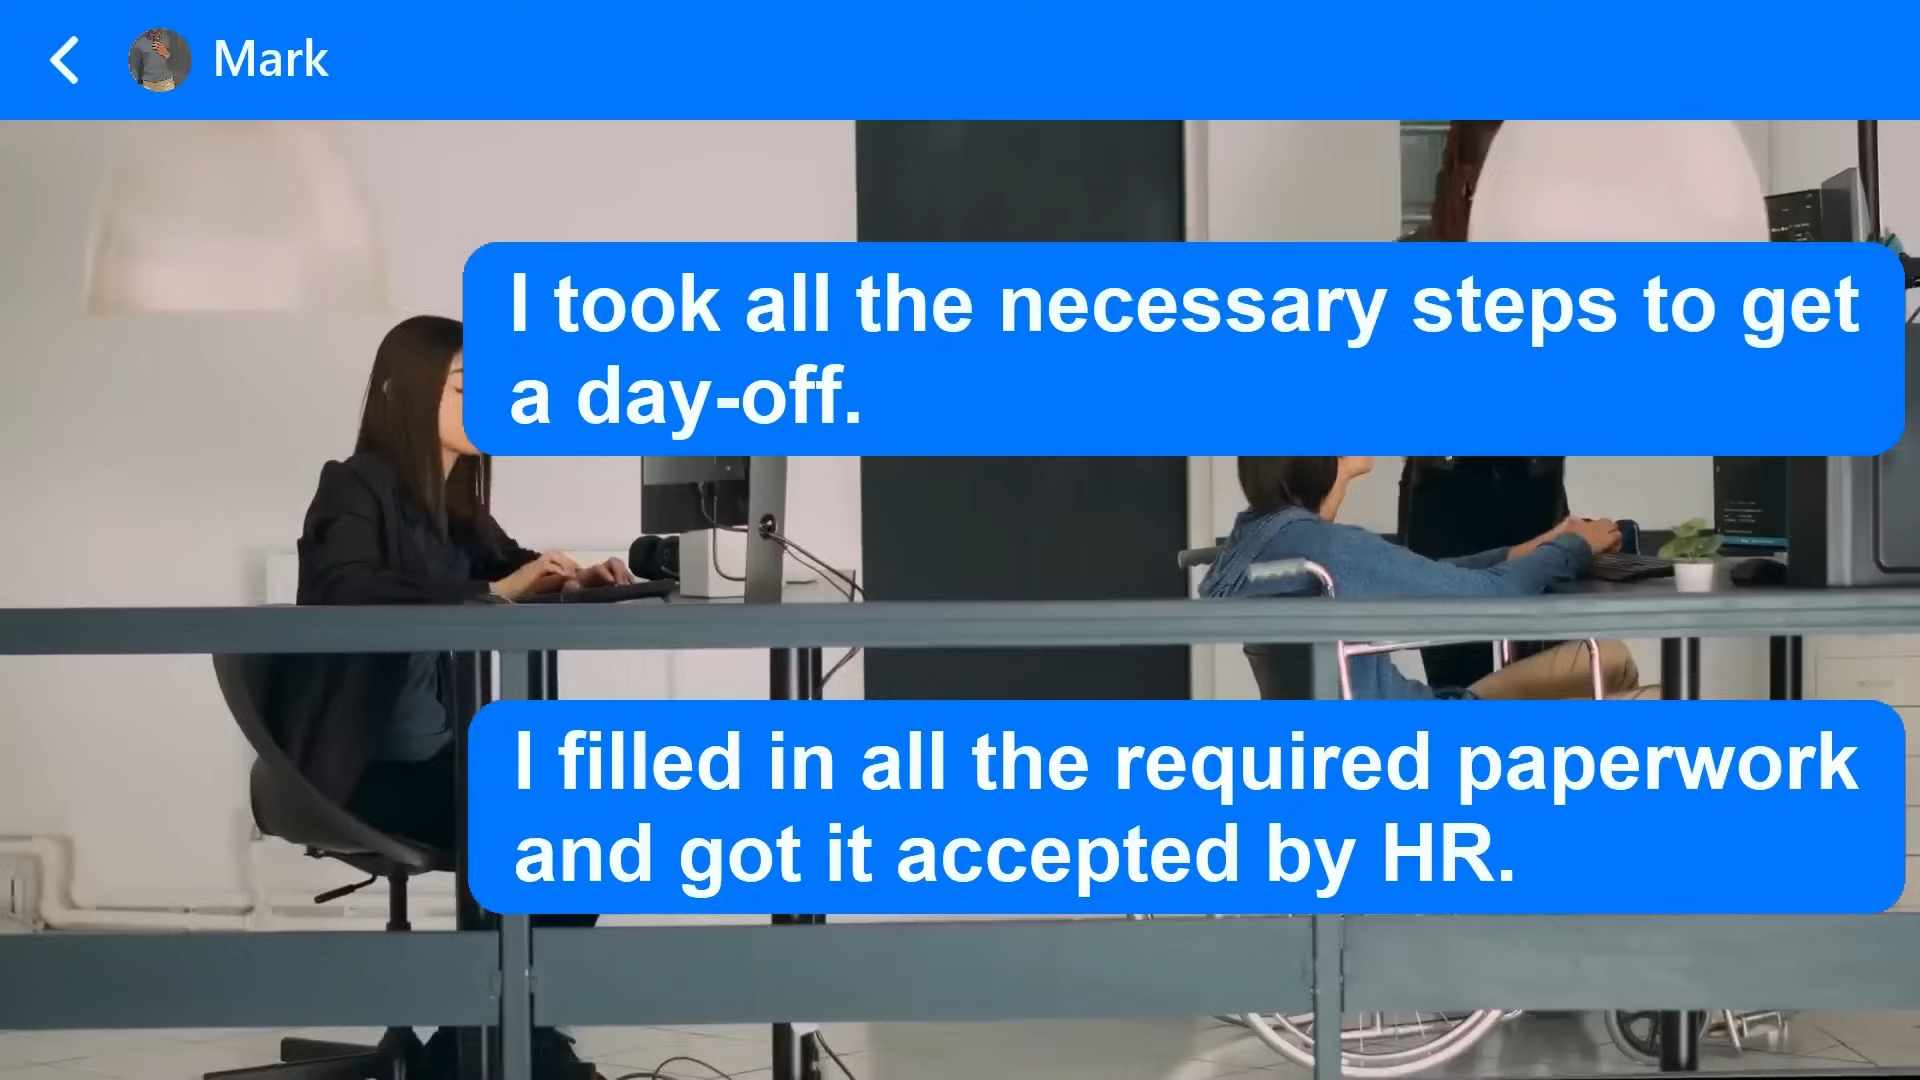 Mark
I took all the necessary steps to get
a day-off.
I filled in all the required paperwork
and got it accepted by HR.